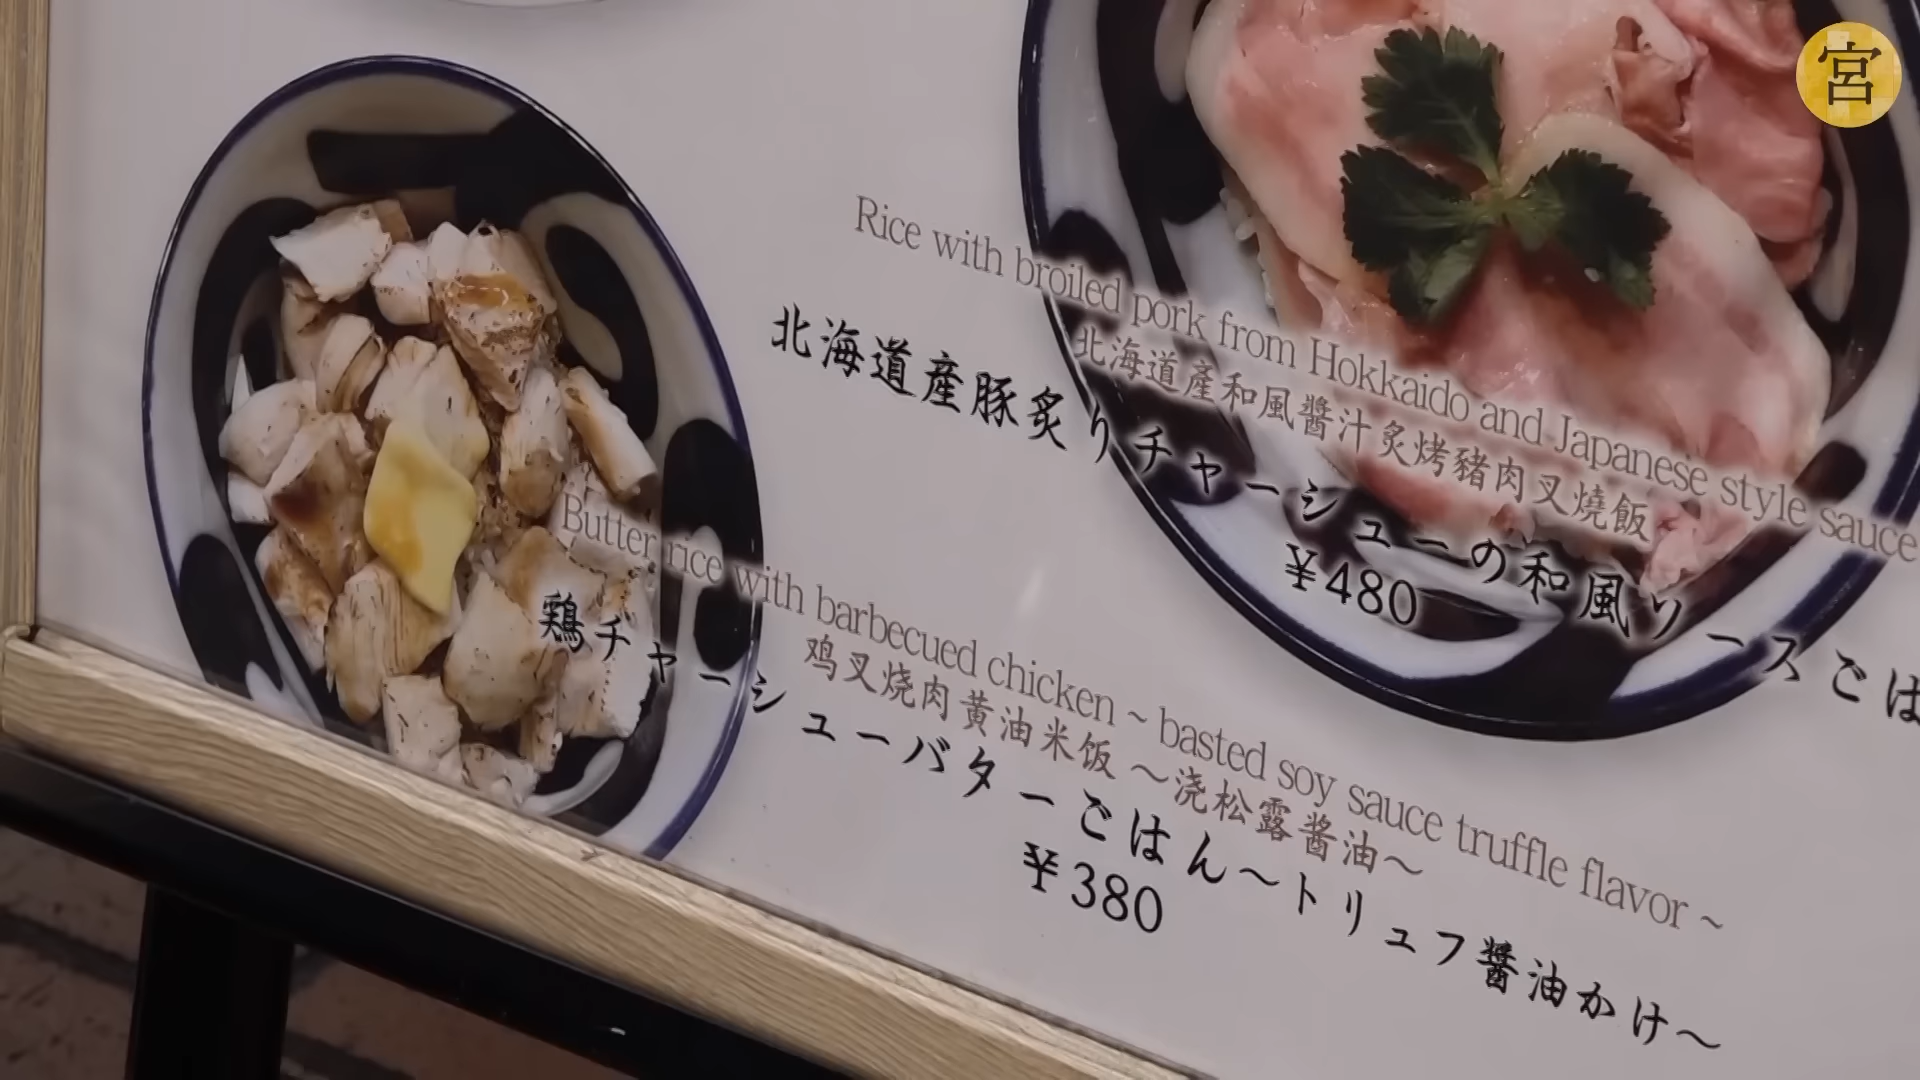 宮
Rice with broiled pork from Hokkaido and Japanese style sauce
北海道產和風醬汁炙烤豬肉叉燒飯
北海道産豚炙りチャーシューの和風リースごは
¥480
Butter rice with barbecued chicken ~ basted soy sauce truffle flavor ~
鸡叉烧肉黄油米饭 ~浇松露酱油~
鶏チャーシューバターごはん~トリュフ醤油かけ~
¥380